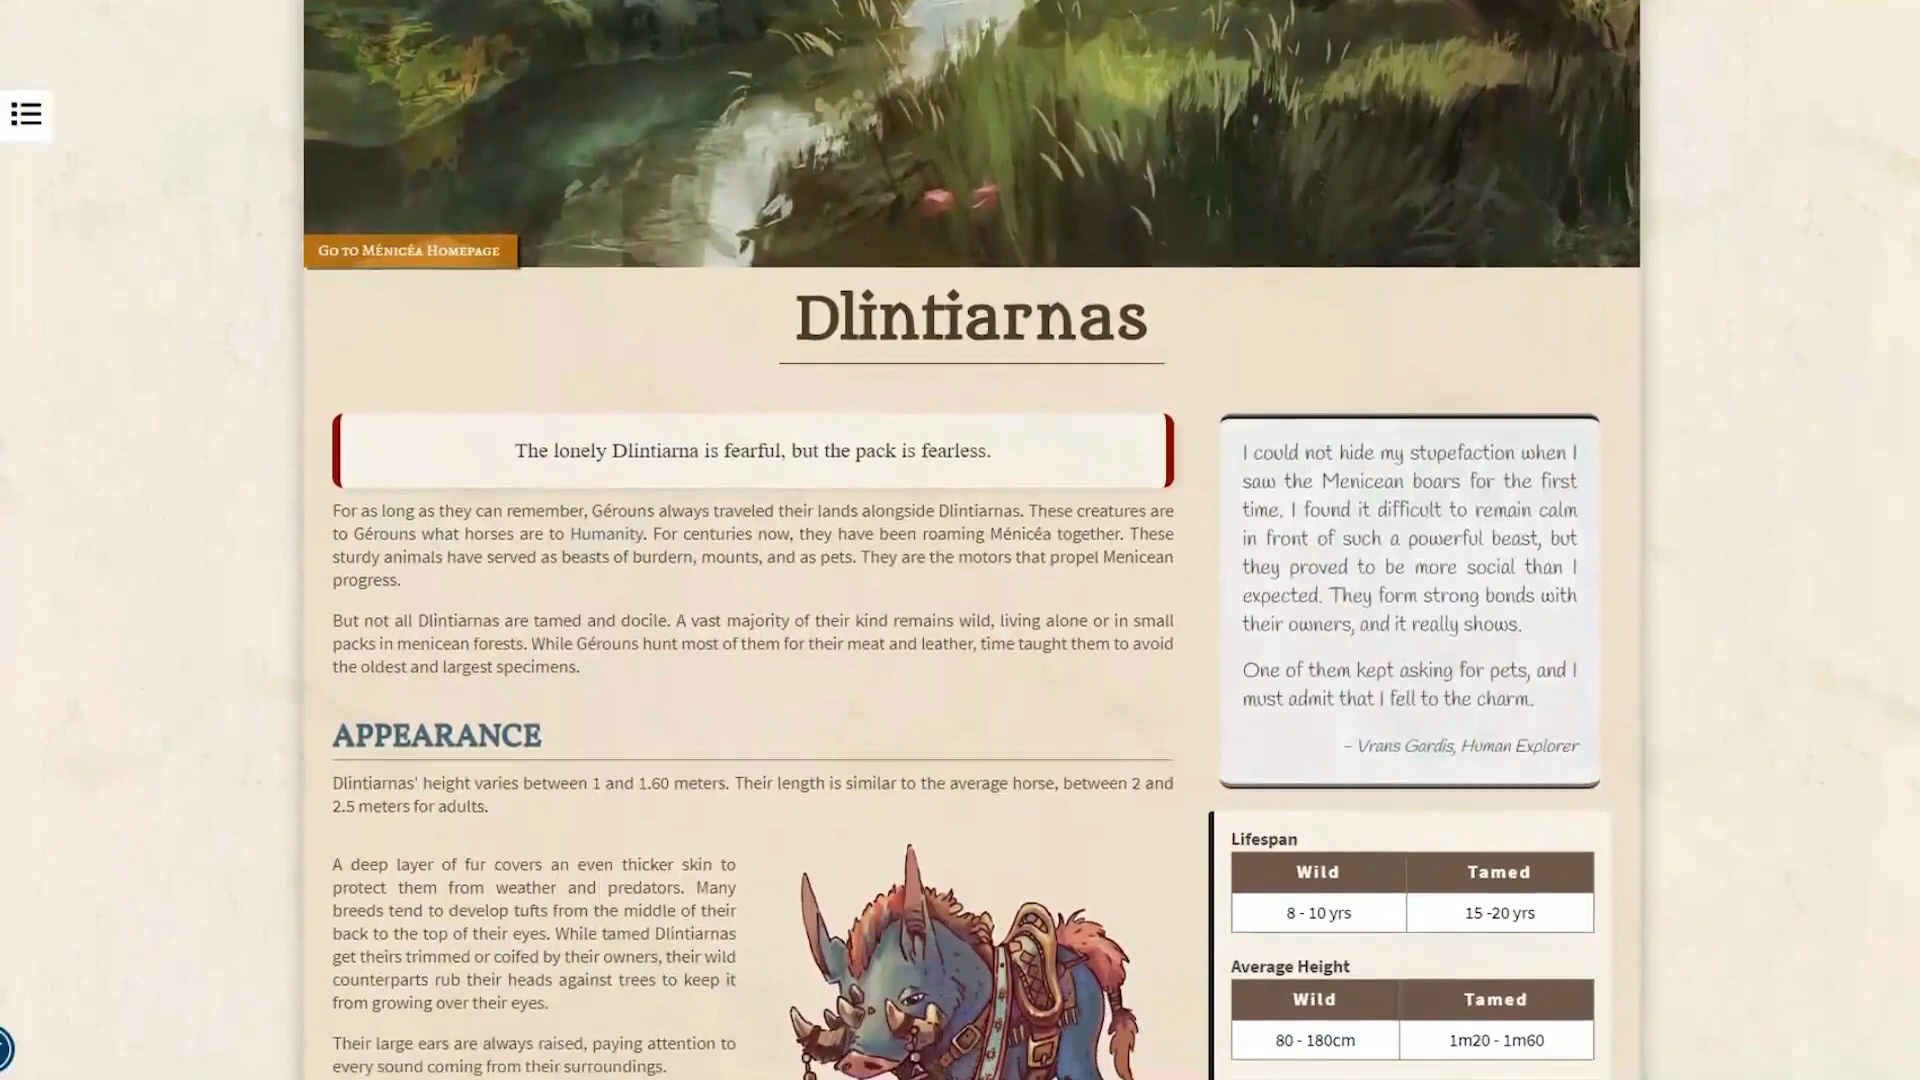 Go to Ménicéa Homepage
Dlintiarnas
The lonely Dlintiarna is fearful, but the pack is fearless.
For as long as they can remember, Gérouns always traveled their lands alongside Dlintiarnas. These creatures are
to Gérouns what horses are to Humanity. For centuries now, they have been roaming Ménicéa together. These
sturdy animals have served as beasts of burdern, mounts, and as pets. They are the motors that propel Menicean
progress.
But not all Dlintiarnas are tamed and docile. A vast majority of their kind remains wild, living alone or in small
packs in menicean forests. While Gérouns hunt most of them for their meat and leather, time taught them to avoid
the oldest and largest specimens.
APPEARANCE
Dlintiarnas' height varies between 1 and 1.60 meters. Their length is similar to the average horse, between 2 and
2.5 meters for adults.
A deep layer of fur covers an even thicker skin to
protect them from weather and predators. Many
breeds tend to develop tufts from the middle of their
back to the top of their eyes. While tamed Dlintiarnas
get theirs trimmed or coifed by their owners, their wild
counterparts rub their heads against trees to keep it
from growing over their eyes.
Their large ears are always raised, paying attention to
every sound coming from their surroundings.
I could not hide my stupefaction when I
saw the Menicean boars for the first
time. I found it difficult to remain calm
in front of such a powerful beast, but
they proved to be more social than I
expected. They form strong bonds with
their owners, and it really shows.
One of them kept asking for pets, and I
must admit that I fell to the charm.
– Vrans Gardis, Human Explorer
Lifespan
Wild Tamed
8 - 10 yrs 15 -20 yrs
Average Height
Wild Tamed
80 - 180cm 1m20 - 1m60